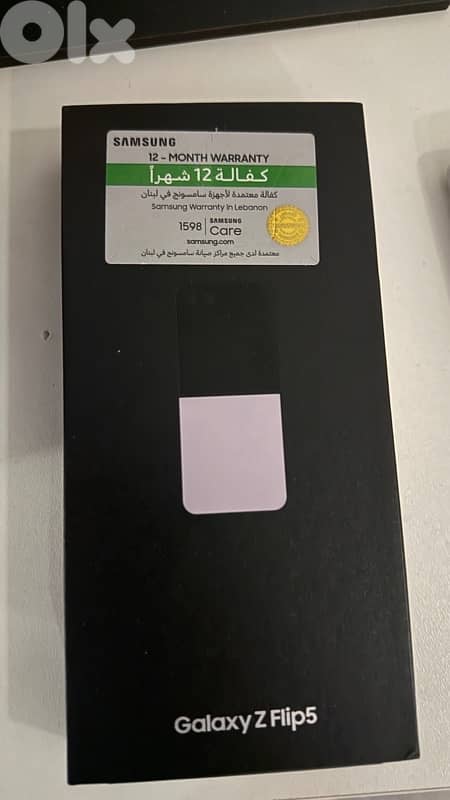 OLX
SAMSUNG
12 - MONTH WARRANTY
كفالة 12 شهراً
كفالة معتمدة لأجهزة سامسونج في لبنان
Samsung Warranty In Lebanon
1598 SAMSUNG Care
samsung.com
معتمدة لدى جميع مراكز صيانة سامسونج في لبنان
Galaxy Z Flip5